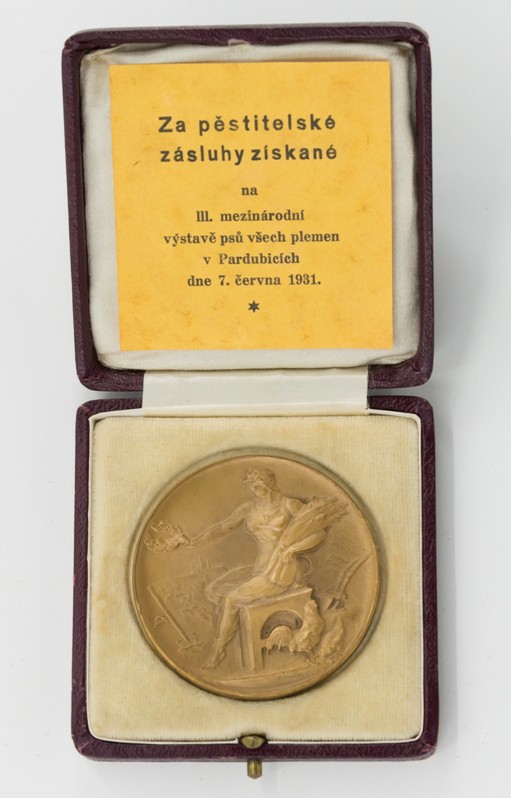 Za pěstitelské
zásluhy získané
na
III. mezinárodní
výstavě psů všech plemen
v Pardubicích
dne 7. června 1931.